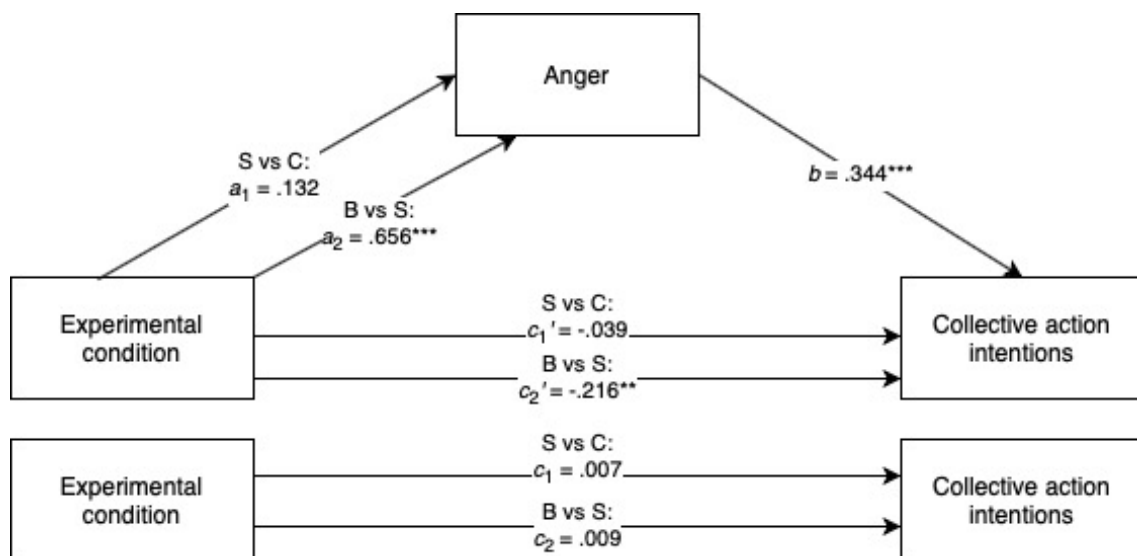 Anger
S vs C:
a₁ = .132
B vs S:
a₂ = .656***
b = .344***
Experimental
condition
S vs C:
c₁' = -.039
B vs S:
c₂' = -.216**
Collective action
intentions
Experimental
condition
S vs C:
c₁ = .007
B vs S:
c₂ = .009
Collective action
intentions